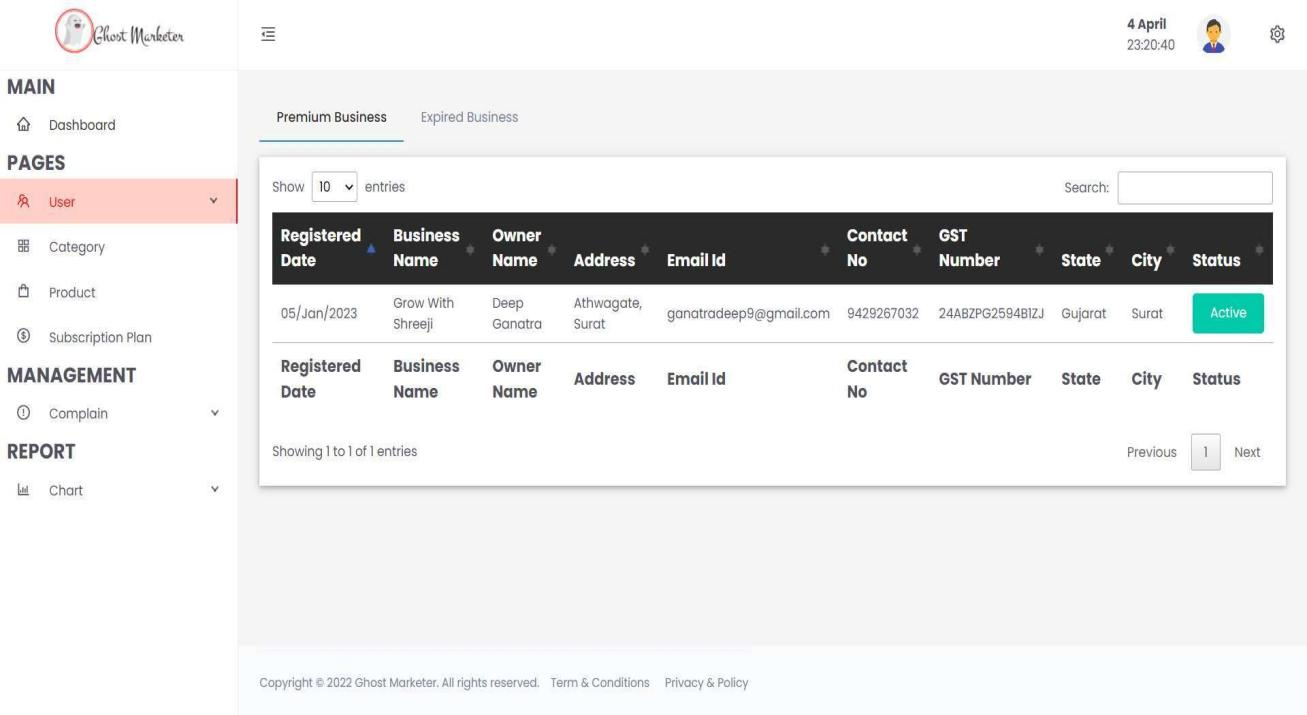 Ghost Marketer
4 April
23:20:40
MAIN
Dashboard
PAGES
User
Category
Product
Subscription Plan
MANAGEMENT
Complain
REPORT
Chart
Premium Business Expired Business
Show 10 entries Search:
Registered Date Business Name Owner Name Address Email Id Contact No GST Number State City Status
05/Jan/2023 Grow With Shreeji Deep Ganatra Athwagate, Surat ganatradeep9@gmail.com 9429267032 24ABZPG2594B1ZJ Gujarat Surat Active
Registered Date Business Name Owner Name Address Email Id Contact No GST Number State City Status
Showing 1 to 1 of 1 entries Previous 1 Next
Copyright © 2022 Ghost Marketer. All rights reserved. Term & Conditions Privacy & Policy